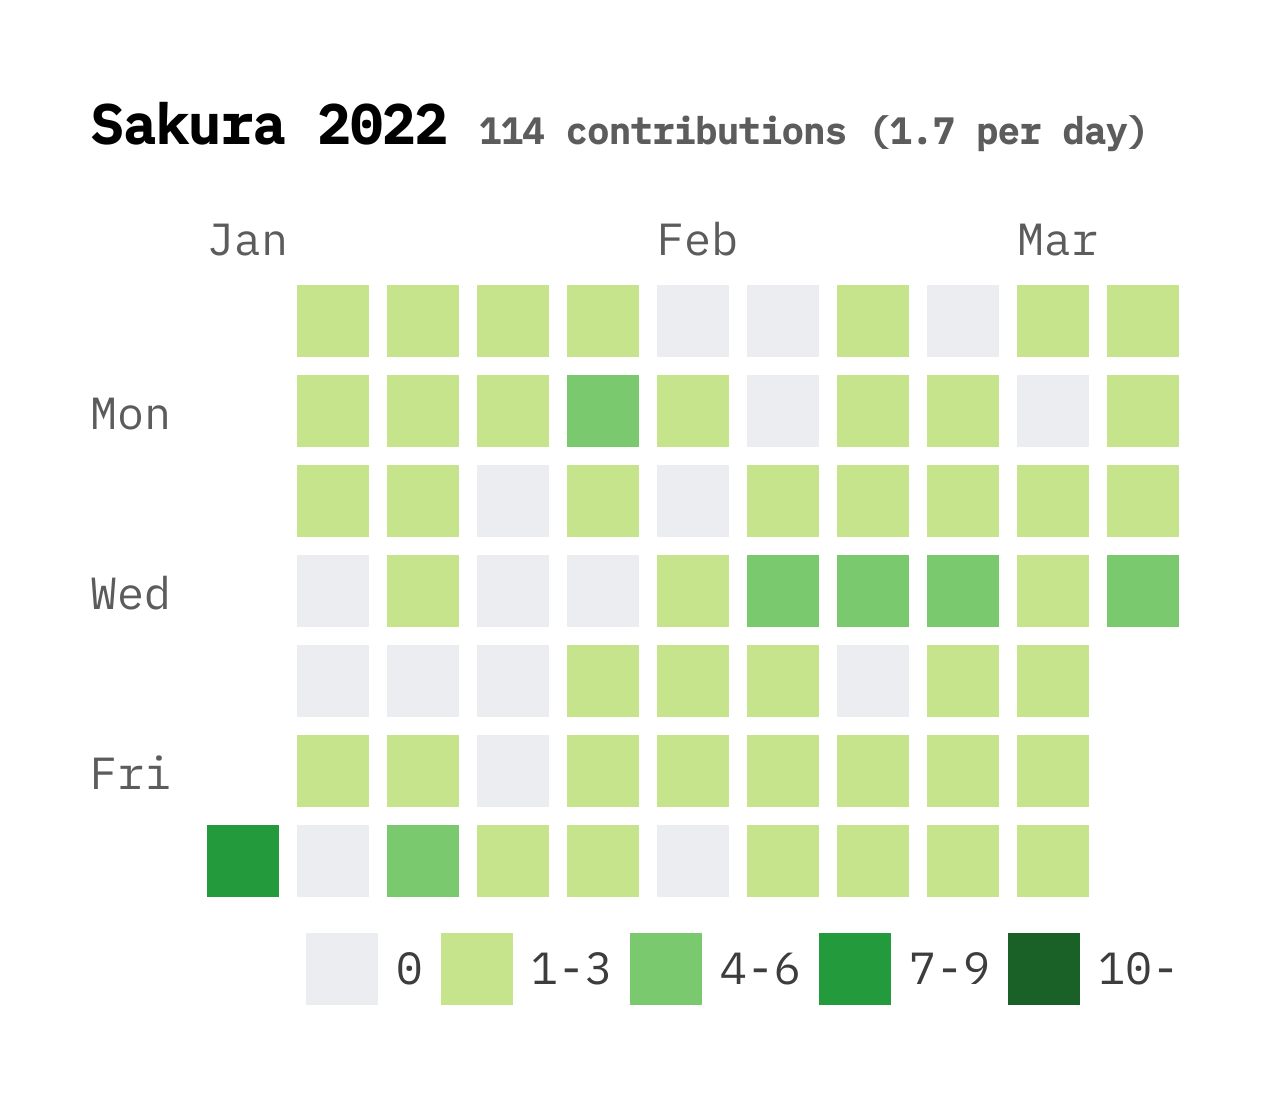 Sakura 2022 114 contributions (1.7 per day)
Jan Feb Mar
Mon
Wed
Fri
0 1-3 4-6 7-9 10-